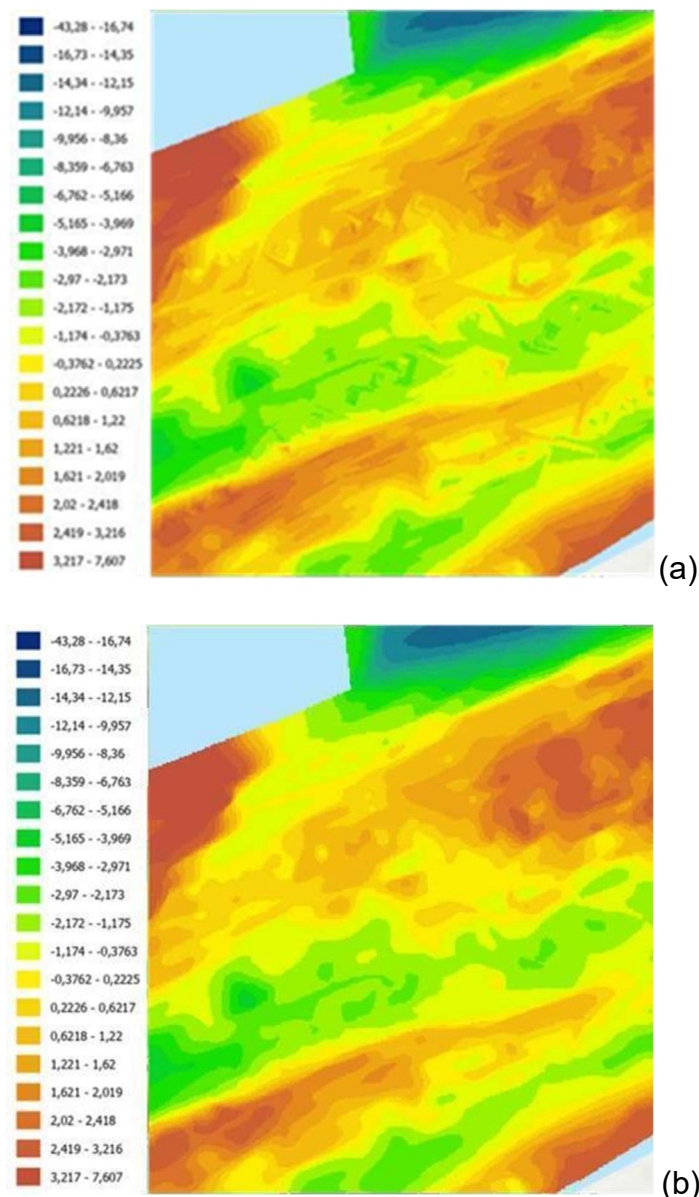 -43,28 - -16,74
-16,73 - -14,35
-14,34 - -12,15
-12,14 - -9,957
-9,956 - -8,36
-8,359 - -6,763
-6,762 - -5,166
-5,165 - -3,969
-3,968 - -2,971
-2,97 - -2,173
-2,172 - -1,175
-1,174 - -0,3763
-0,3762 - 0,2225
0,2226 - 0,6217
0,6218 - 1,22
1,221 - 1,62
1,621 - 2,019
2,02 - 2,418
2,419 - 3,216
3,217 - 7,607
(a)
-43,28 - -16,74
-16,73 - -14,35
-14,34 - -12,15
-12,14 - -9,957
-9,956 - -8,36
-8,359 - -6,763
-6,762 - -5,166
-5,165 - -3,969
-3,968 - -2,971
-2,97 - -2,173
-2,172 - -1,175
-1,174 - -0,3763
-0,3762 - 0,2225
0,2226 - 0,6217
0,6218 - 1,22
1,221 - 1,62
1,621 - 2,019
2,02 - 2,418
2,419 - 3,216
3,217 - 7,607
(b)